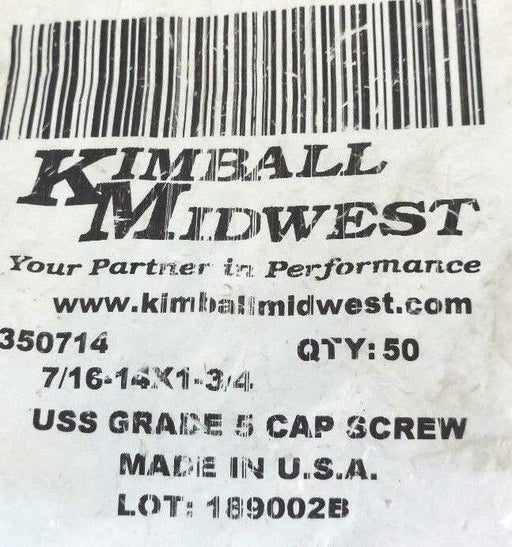 KIMBALL
MIDWEST
Your Partner in Performance
www.kimballmidwest.com
350714 QTY: 50
7/16-14X1-3/4
USS GRADE 5 CAP SCREW
MADE IN U.S.A.
LOT: 189002B